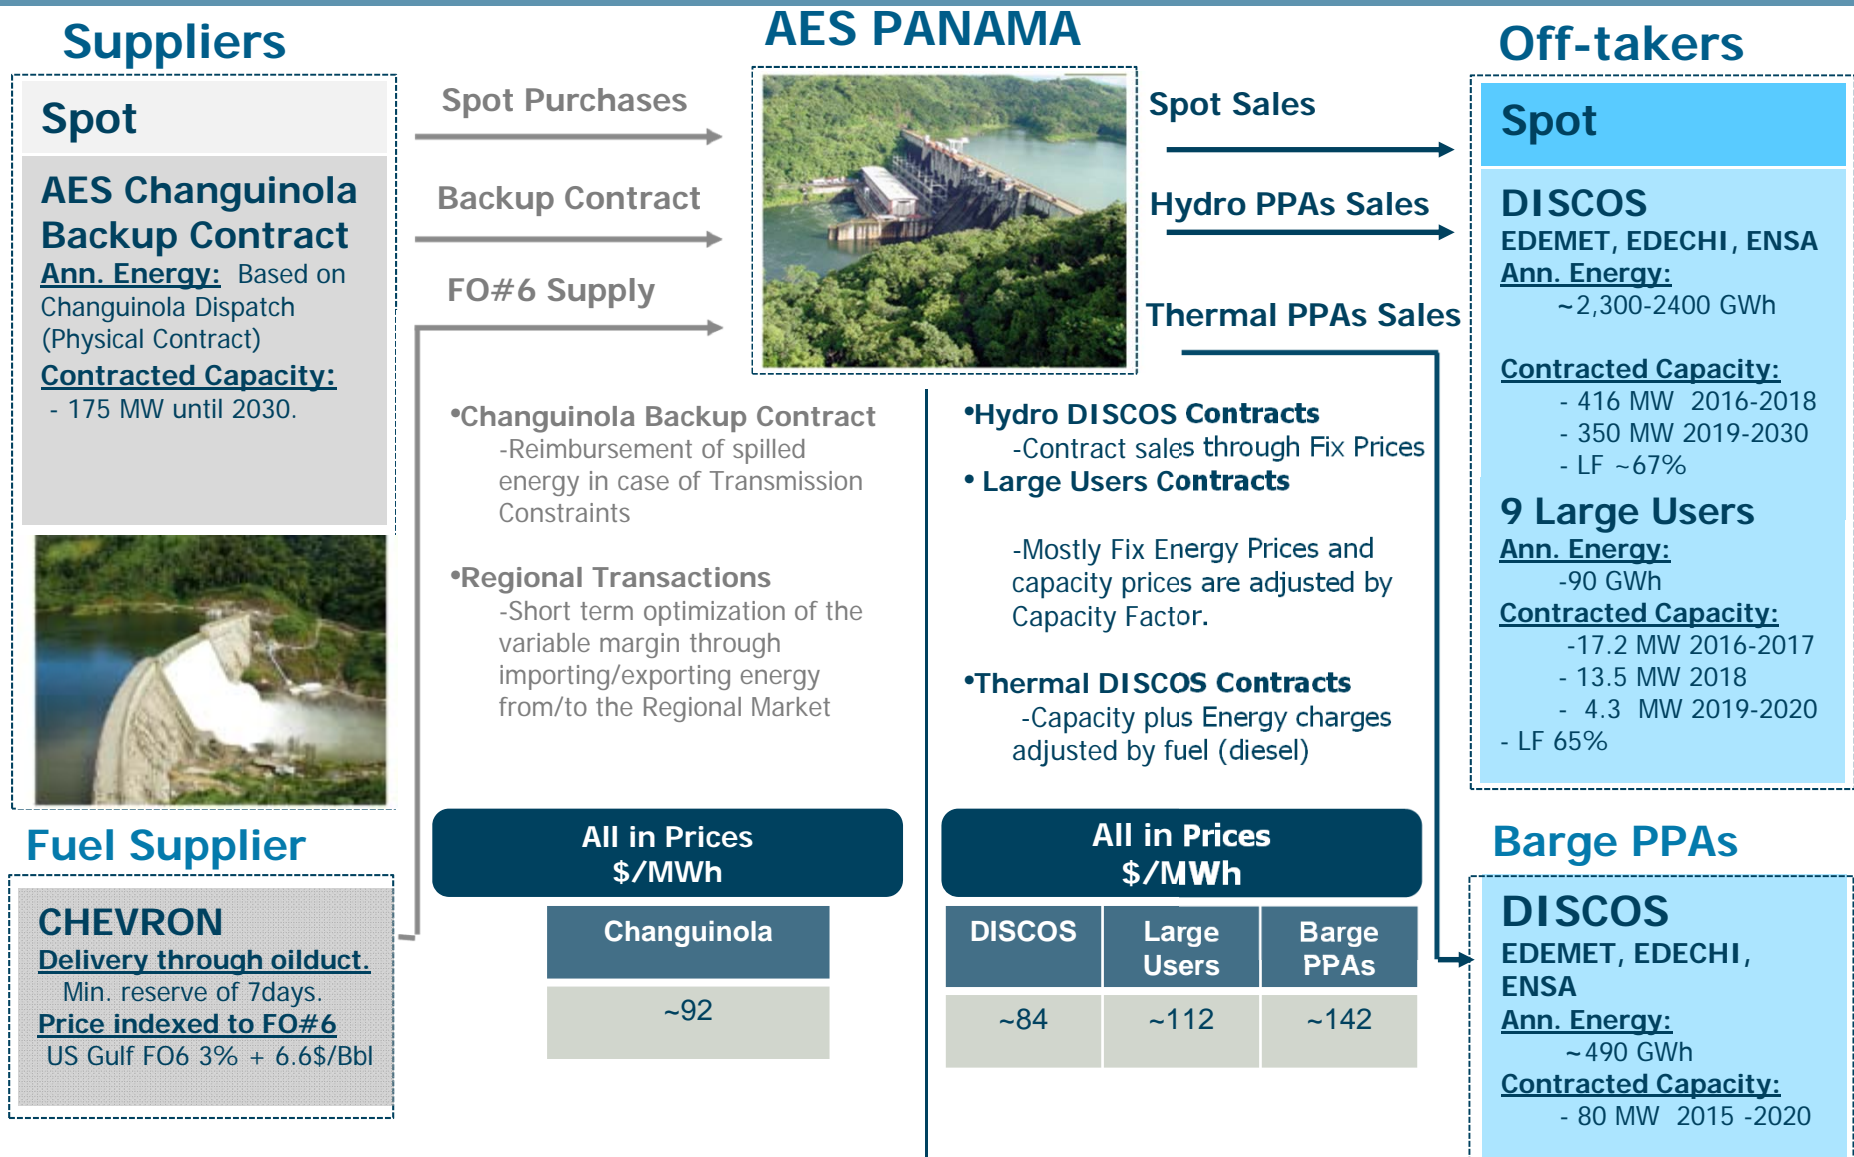 Suppliers
Spot
AES Changuinola
Backup Contract
Ann. Energy: Based on
Changuinola Dispatch
(Physical Contract)
Contracted Capacity:
- 175 MW until 2030.
Fuel Supplier
CHEVRON
Delivery through oilduct.
Min. reserve of 7days.
Price indexed to FO#6
US Gulf FO6 3% + 6.6$/Bbl
AES PANAMA
Spot Purchases
Backup Contract
FO#6 Supply
Spot Sales
Hydro PPAs Sales
Thermal PPAs Sales
•Changuinola Backup Contract
-Reimbursement of spilled
energy in case of Transmission
Constraints
•Regional Transactions
-Short term optimization of the
variable margin through
importing/exporting energy
from/to the Regional Market
All in Prices
$/MWh
Changuinola
~92
•Hydro DISCOS Contracts
-Contract sales through Fix Prices
• Large Users Contracts
-Mostly Fix Energy Prices and
capacity prices are adjusted by
Capacity Factor.
•Thermal DISCOS Contracts
-Capacity plus Energy charges
adjusted by fuel (diesel)
All in Prices
$/MWh
DISCOS Large Users Barge PPAs
~84 ~112 ~142
Off-takers
Spot
DISCOS
EDEMET, EDECHI, ENSA
Ann. Energy:
~2,300-2400 GWh
Contracted Capacity:
- 416 MW 2016-2018
- 350 MW 2019-2030
- LF ~67%
9 Large Users
Ann. Energy:
-90 GWh
Contracted Capacity:
-17.2 MW 2016-2017
- 13.5 MW 2018
- 4.3 MW 2019-2020
- LF 65%
Barge PPAs
DISCOS
EDEMET, EDECHI,
ENSA
Ann. Energy:
~490 GWh
Contracted Capacity:
- 80 MW 2015 -2020